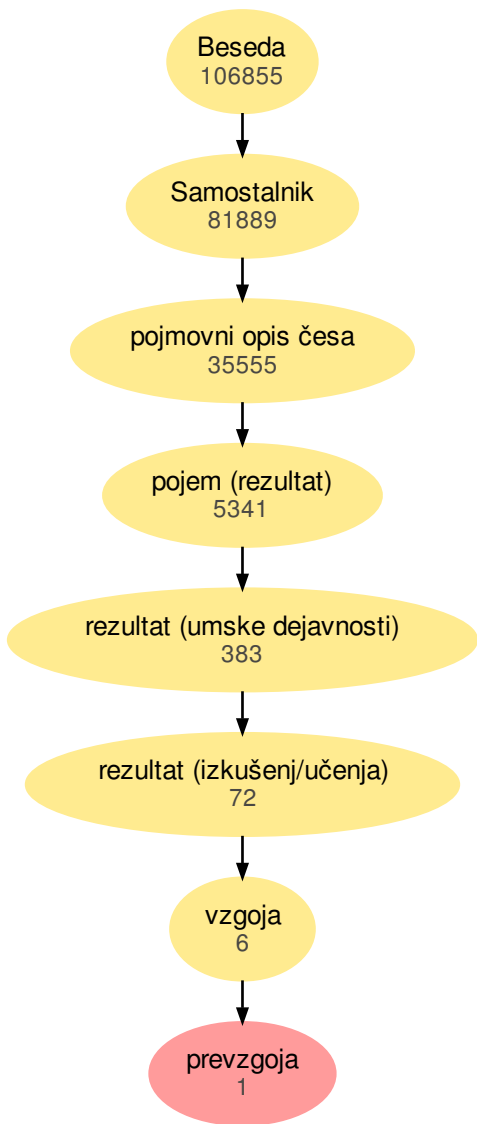 Beseda
106855
Samostalnik
81889
pojmovni opis česa
35555
pojem (rezultat)
5341
rezultat (umske dejavnosti)
383
rezultat (izkušenj/učenja)
72
vzgoja
6
prevzgoja
1